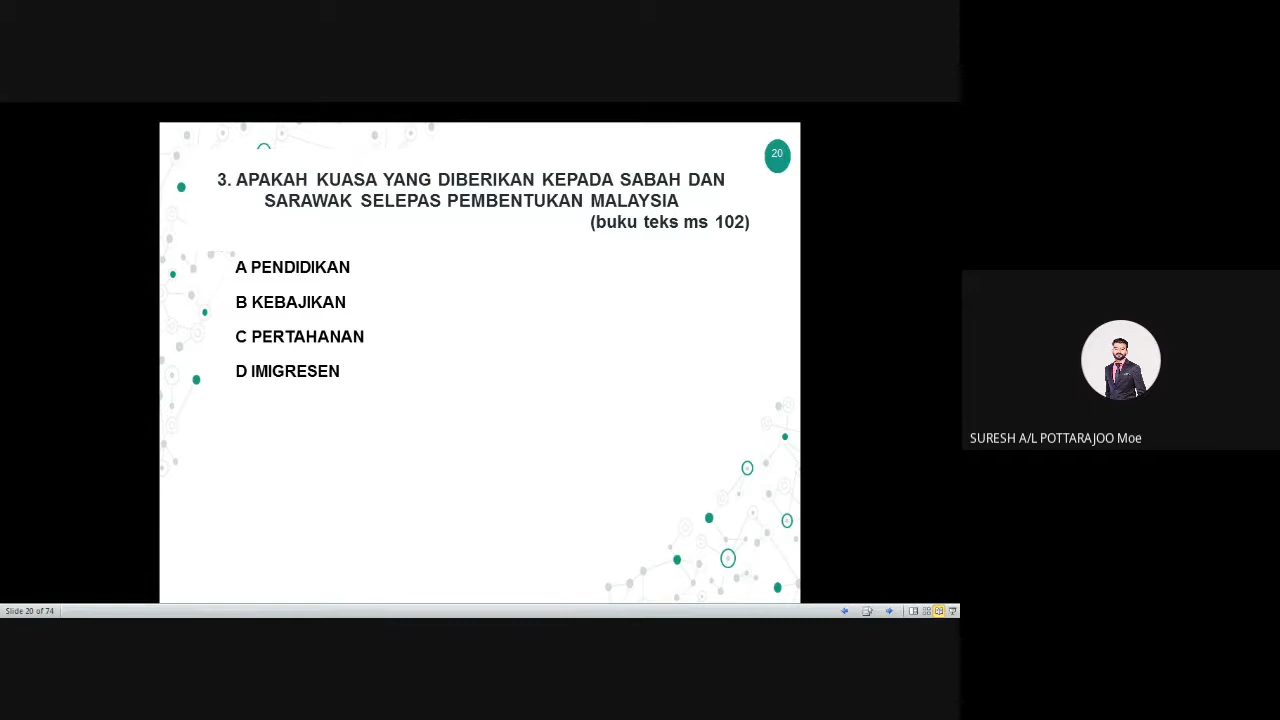 20
3. APAKAH KUASA YANG DIBERIKAN KEPADA SABAH DAN
SARAWAK SELEPAS PEMBENTUKAN MALAYSIA
(buku teks ms 102)
A PENDIDIKAN
B KEBAJIKAN
C PERTAHANAN
D IMIGRESEN
SURESH A/L POTTARAJOO Moe
Slide 20 of 74